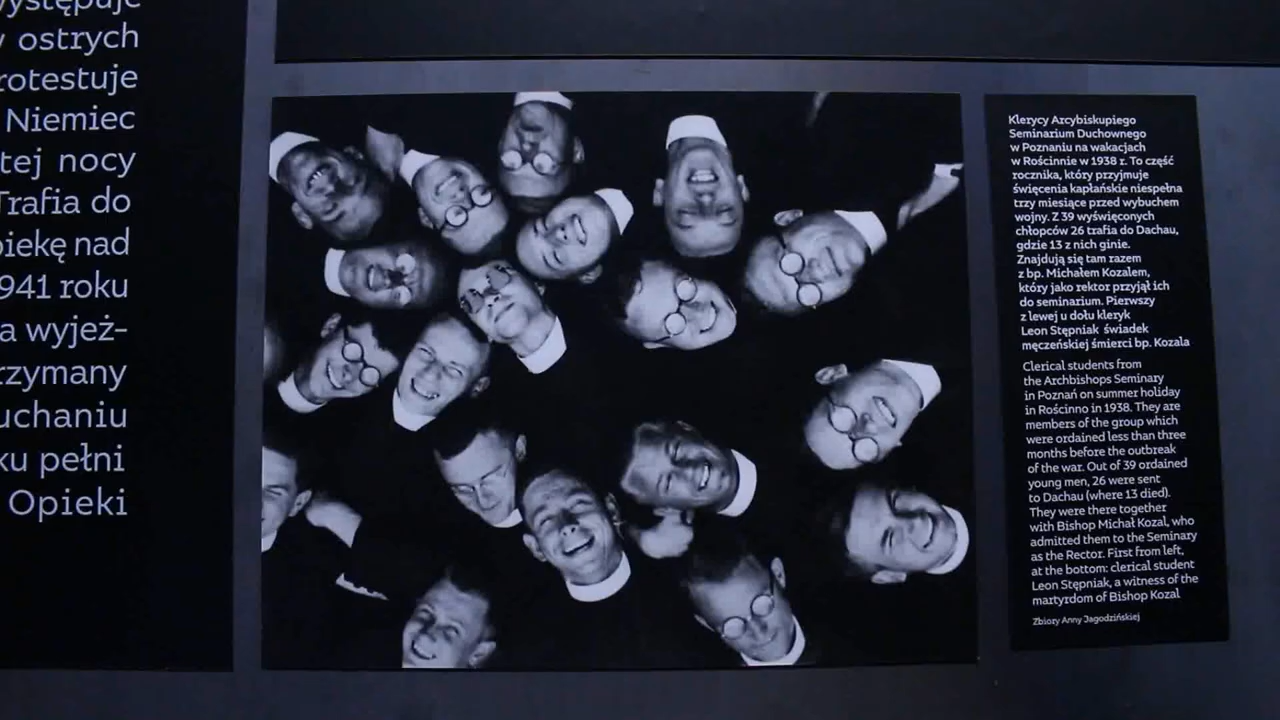 występuje
ostrych
rotestuje
Niemiec
tej nocy
Trafia do
piekę nad
941 roku
a wyjeż-
rzymany
uchaniu
ku pełni
Opieki
Klerycy Arcybiskupiego
Seminarium Duchownego
w Poznaniu na wakacjach
w Rościnnie w 1938 r. To część
rocznika, który przyjmuje
święcenia kapłańskie niespełna
trzy miesiące przed wybuchem
wojny. Z 39 wyświęconych
chłopców 26 trafia do Dachau,
gdzie 13 z nich ginie.
Znajdują się tam razem
z bp. Michałem Kozalem,
który jako rektor przyjął ich
do seminarium. Pierwszy
z lewej u dołu kleryk
Leon Stępniak świadek
męczeńskiej śmierci bp. Kozala
Clerical students from
the Archbishops Seminary
in Poznań on summer holiday
in Rościnno in 1938. They are
members of the group which
were ordained less than three
months before the outbreak
of the war. Out of 39 ordained
young men, 26 were sent
to Dachau (where 13 died).
They were there together
with Bishop Michał Kozal, who
admitted them to the Seminary
as the Rector. First from left,
at the bottom: clerical student
Leon Stępniak, a witness of the
martyrdom of Bishop Kozal
Zbiory Anny Jagodzińskiej